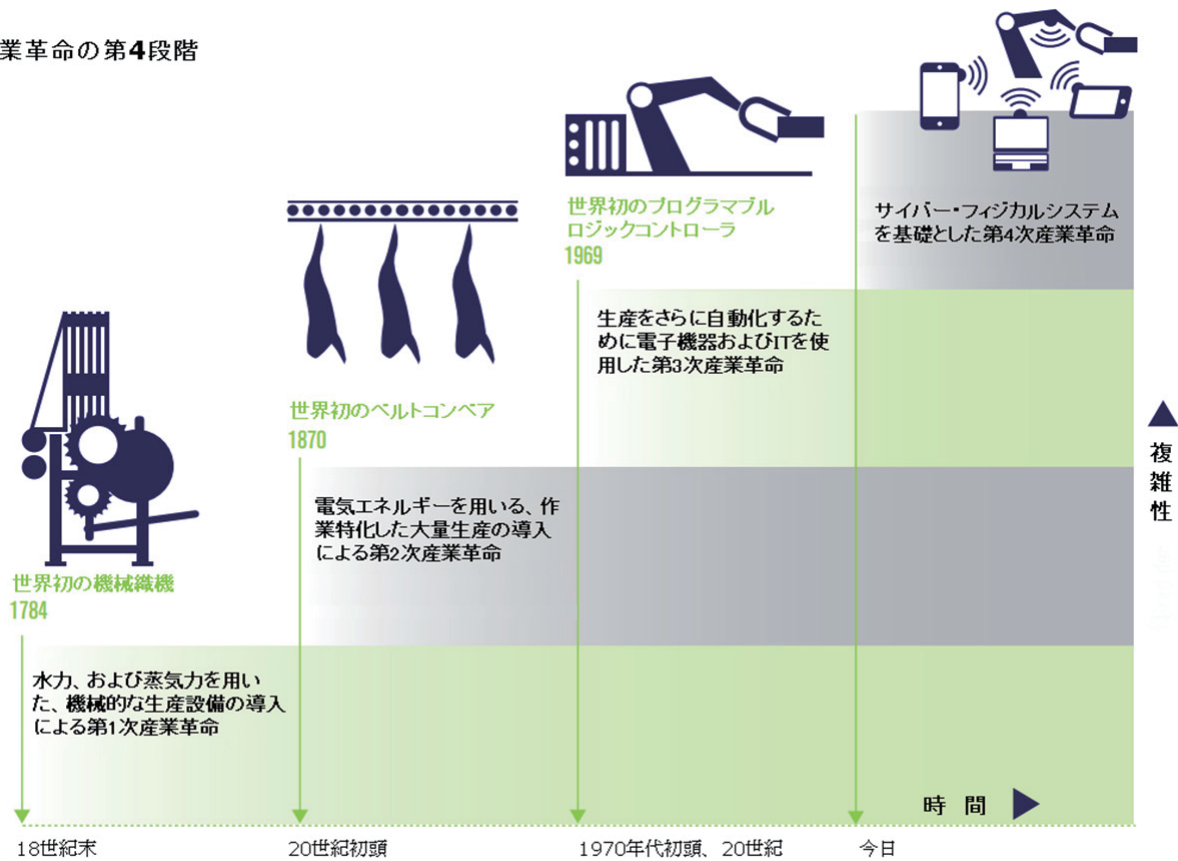 業革命の第4段階
世界初のプログラマブル
ロジックコントローラ
1969
サイバー・フィジカルシステム
を基礎とした第4次産業革命
生産をさらに自動化するた
めに電子機器およびITを使
用した第3次産業革命
世界初のベルトコンベア
1870
複雑性
電気エネルギーを用いる、作
業特化した大量生産の導入
による第2次産業革命
世界初の機械織機
1784
水力、および蒸気力を用い
た、機械的な生産設備の導入
による第1次産業革命
時 間
18世紀末
20世紀初頭
1970年代初頭、20世紀
今日